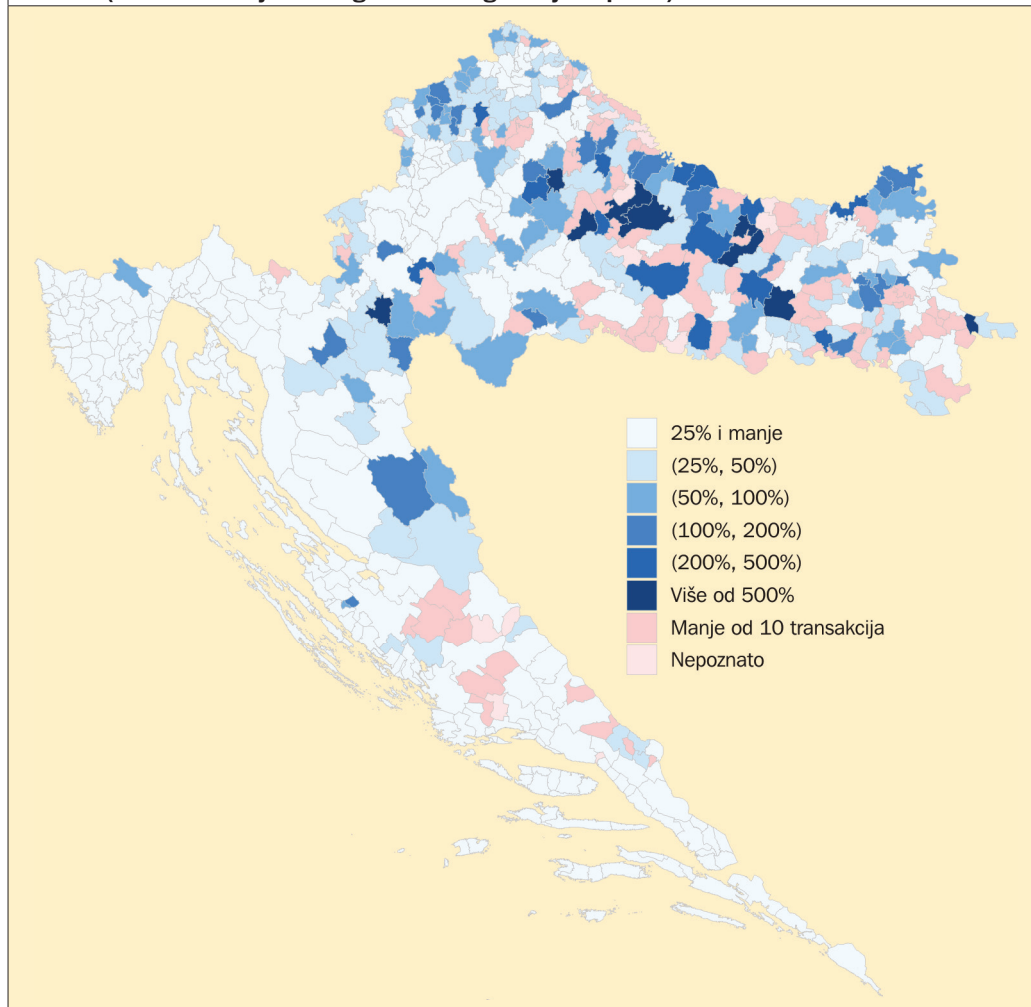 25% i manje
(25%, 50%)
(50%, 100%)
(100%, 200%)
(200%, 500%)
Više od 500%
Manje od 10 transakcija
Nepoznato